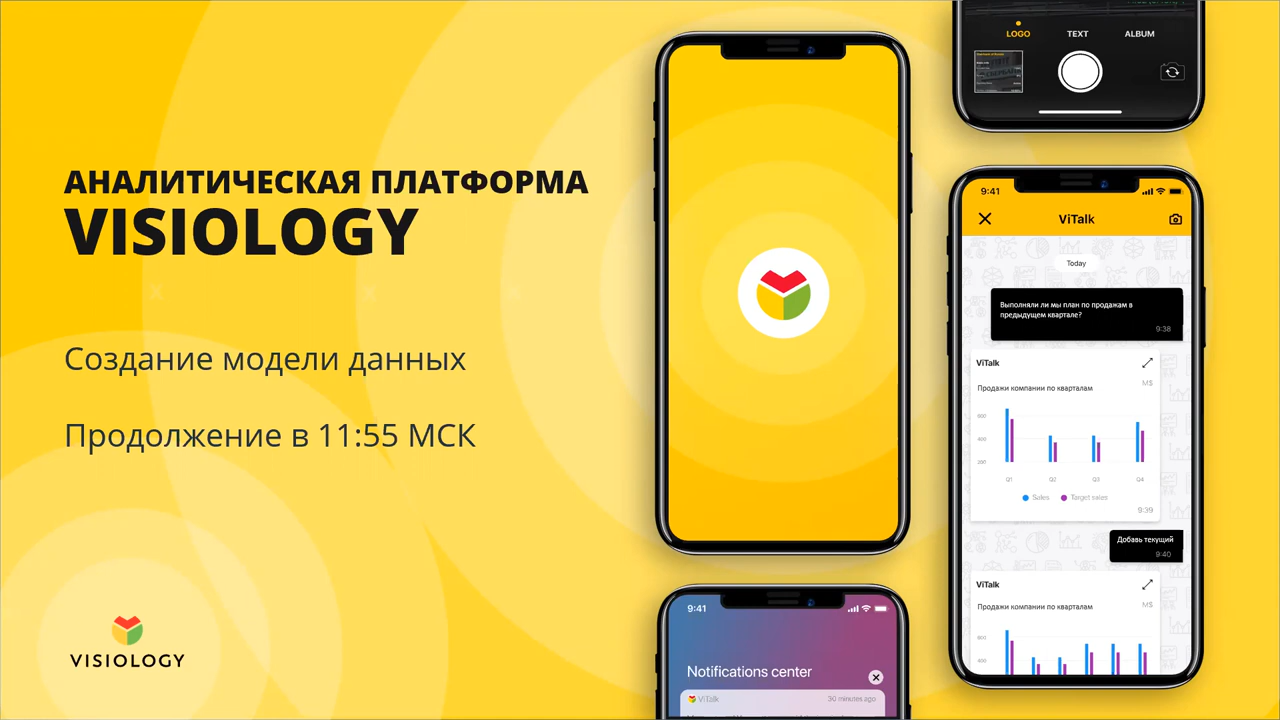 АНАЛИТИЧЕСКАЯ ПЛАТФОРМА
VISIOLOGY
Создание модели данных
Продолжение в 11:55 МСК
VISIOLOGY
LOGO TEXT ALBUM
9:41
ViTalk
Today
Выполняли ли мы план по продажам в
предыдущем квартале?
9:38
ViTalk
M$
Продажи компании по кварталам
400
200
Q1 Q2 Q3 Q4
Sales Target sales
9:39
Добавь текущий
9:40
ViTalk
M$
Продажи компании по кварталам
400
9:41
Notifications center
ViTalk 30 minutes ago